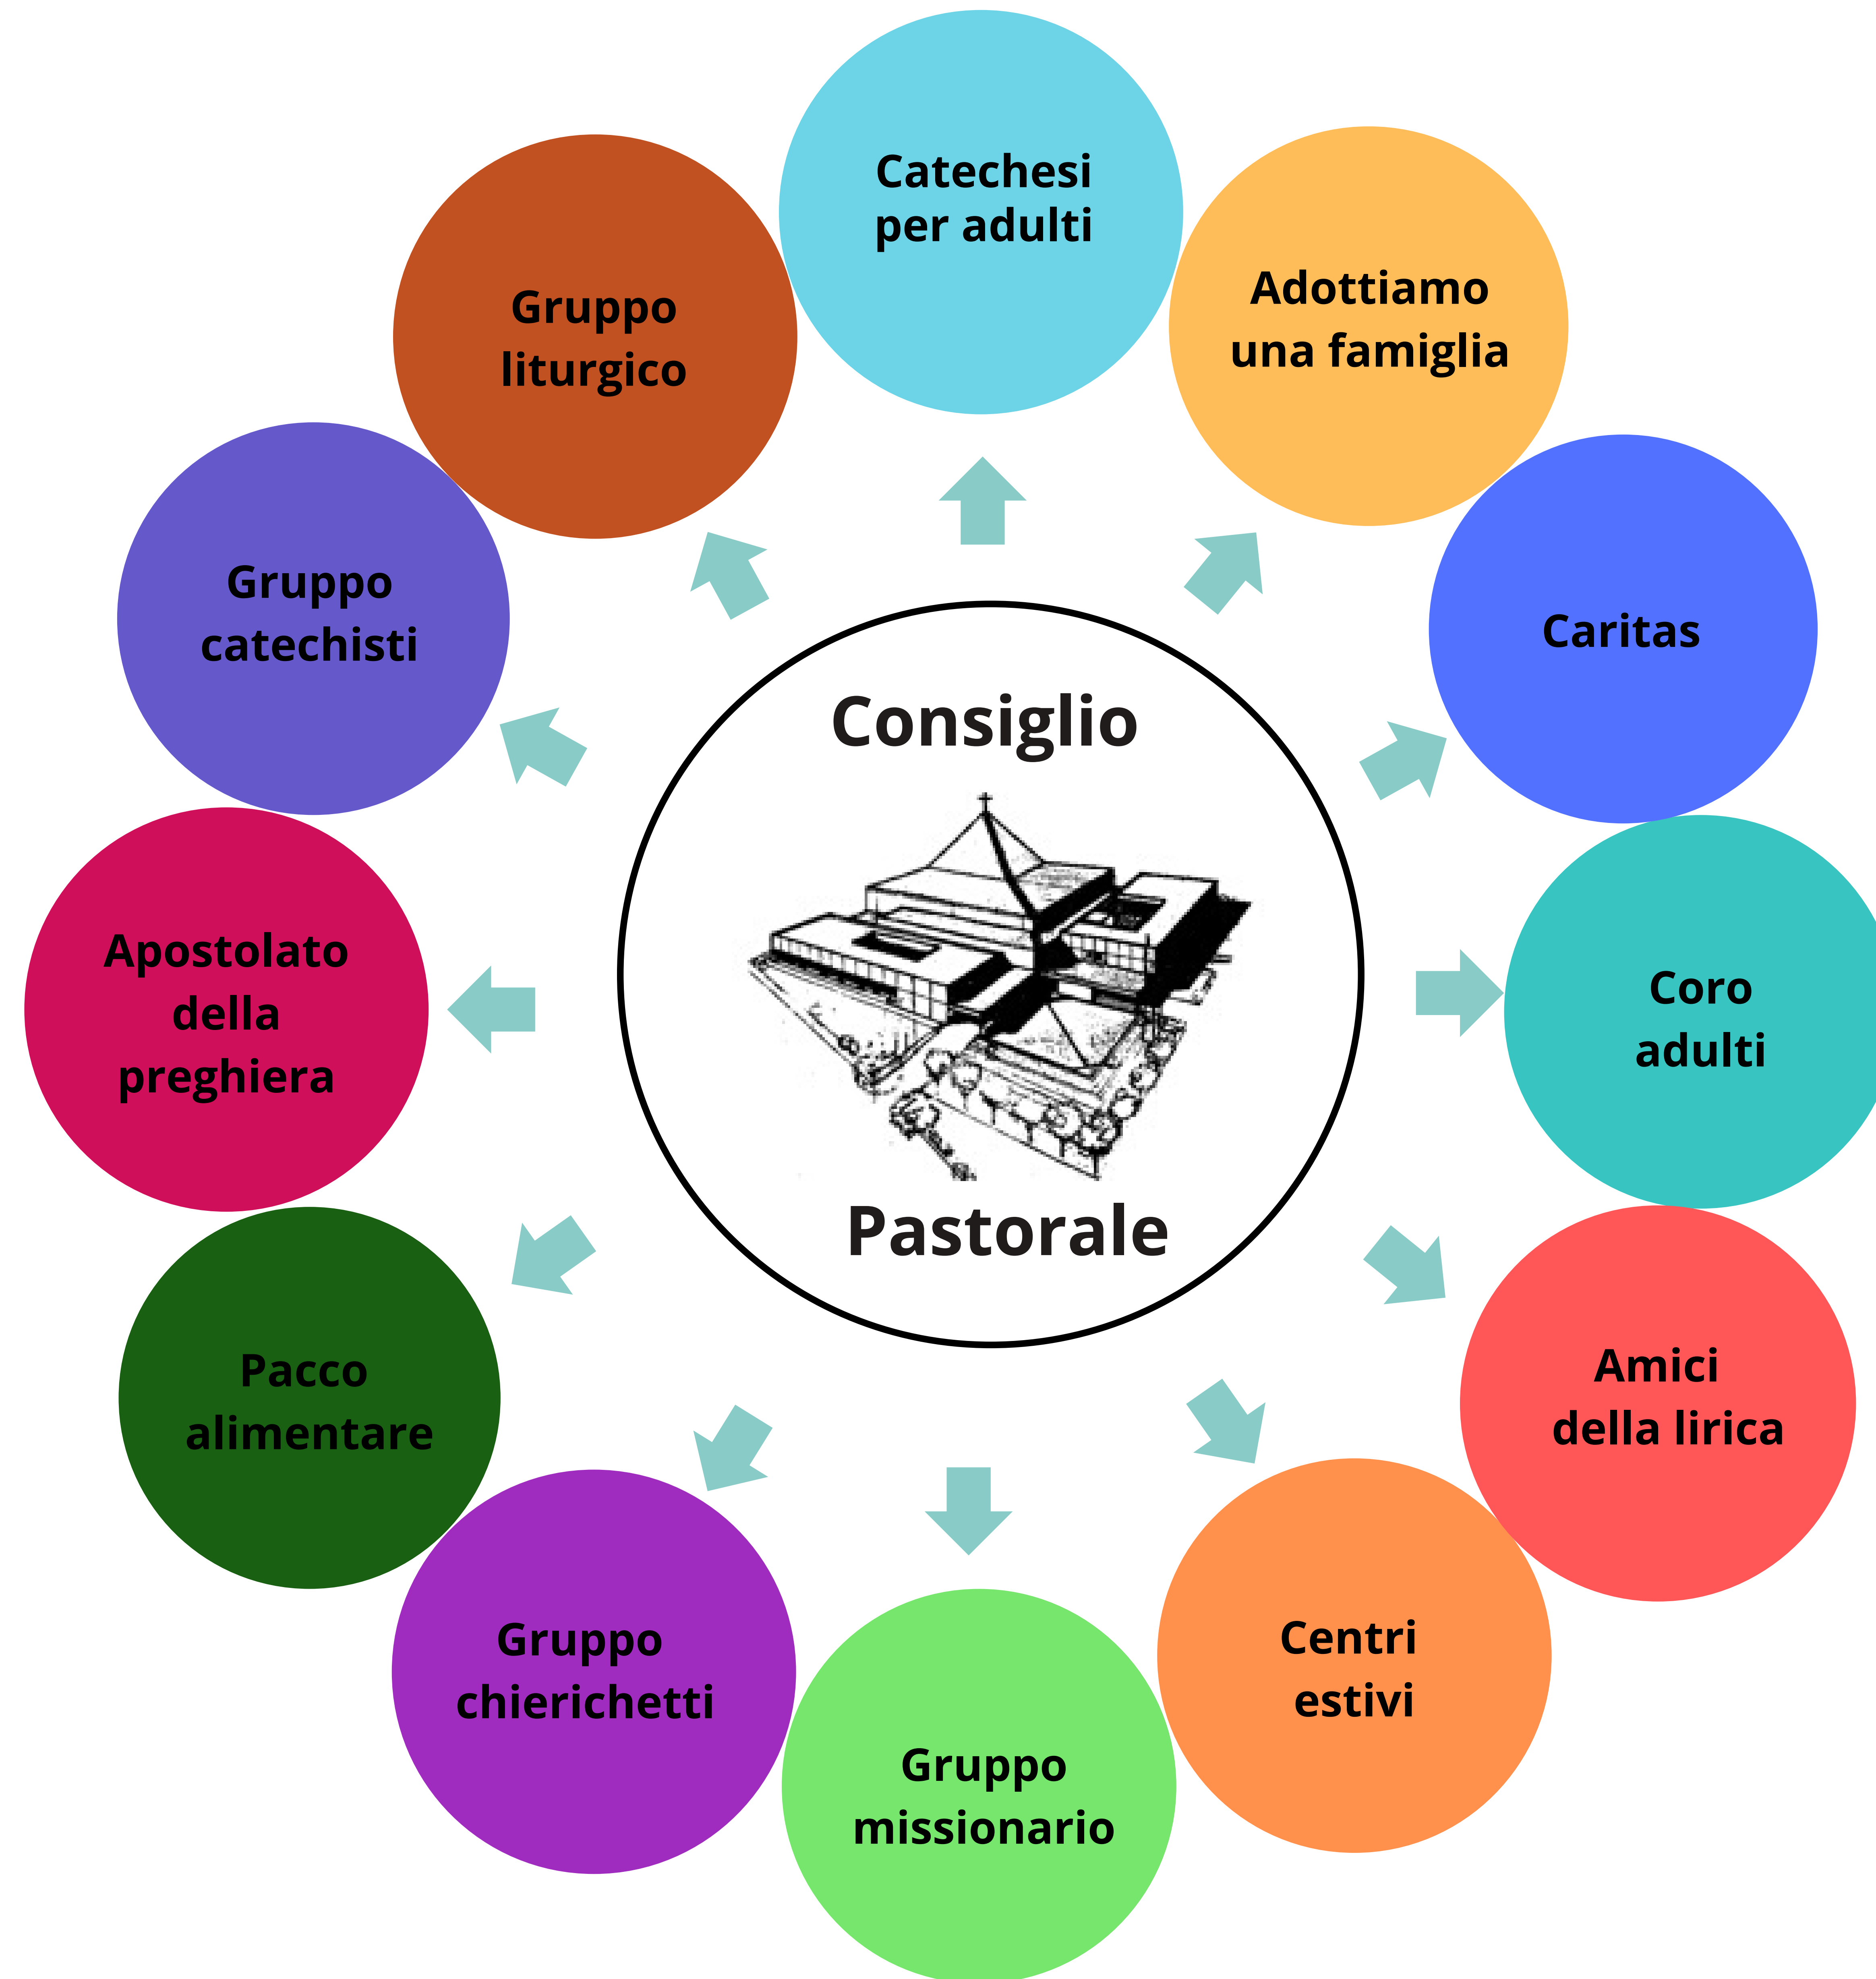 Catechesi
per adulti
Adottiamo
una famiglia
Caritas
Coro
adulti
Amici
della lirica
Centri
estivi
Gruppo
missionario
Gruppo
chierichetti
Pacco
alimentare
Apostolato
della
preghiera
Gruppo
catechisti
Gruppo
liturgico
Consiglio
Pastorale